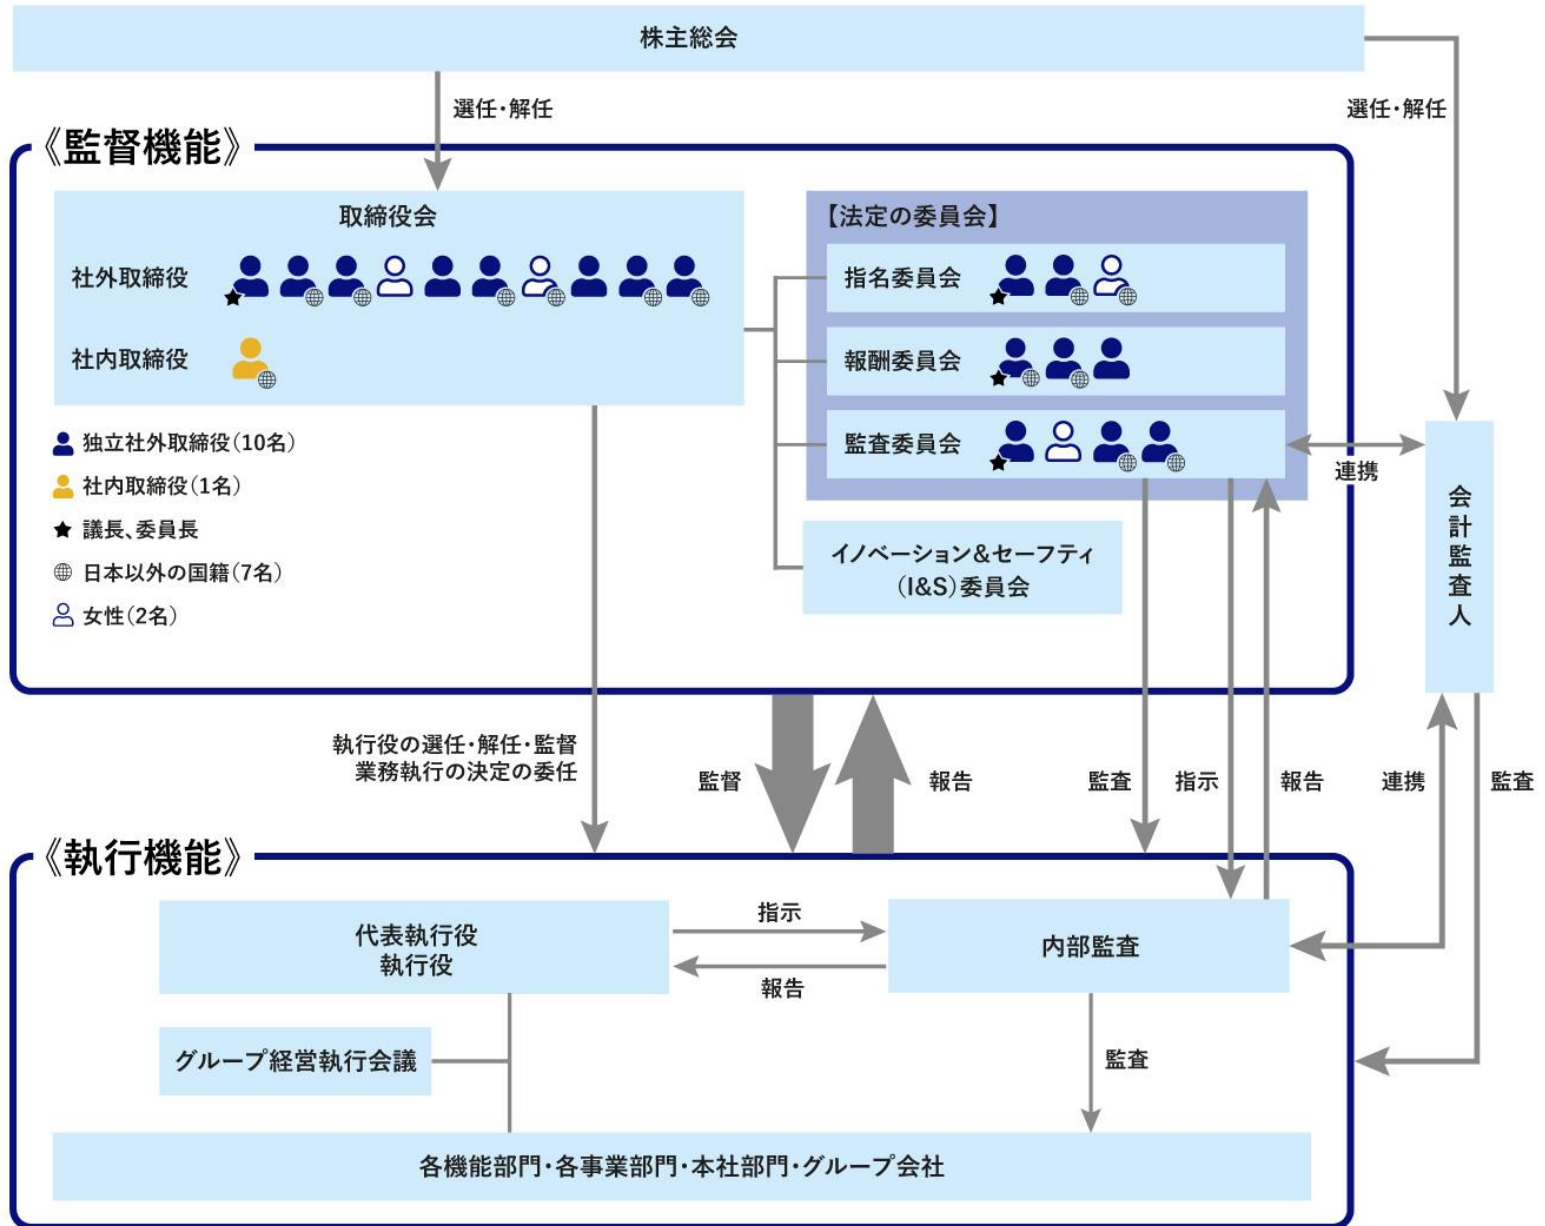 株主総会
選任・解任
選任・解任
《監督機能》
取締役会
社外取締役
社内取締役
独立社外取締役(10名)
社内取締役(1名)
議長、委員長
日本以外の国籍(7名)
女性(2名)
【法定の委員会】
指名委員会
報酬委員会
監査委員会
イノベーション&セーフティ
(I&S)委員会
連携
会計監査人
執行役の選任・解任・監督
業務執行の決定の委任
監督
報告
監査
指示
報告
連携
監査
《執行機能》
代表執行役
執行役
指示
報告
内部監査
グループ経営執行会議
監査
各機能部門・各事業部門・本社部門・グループ会社